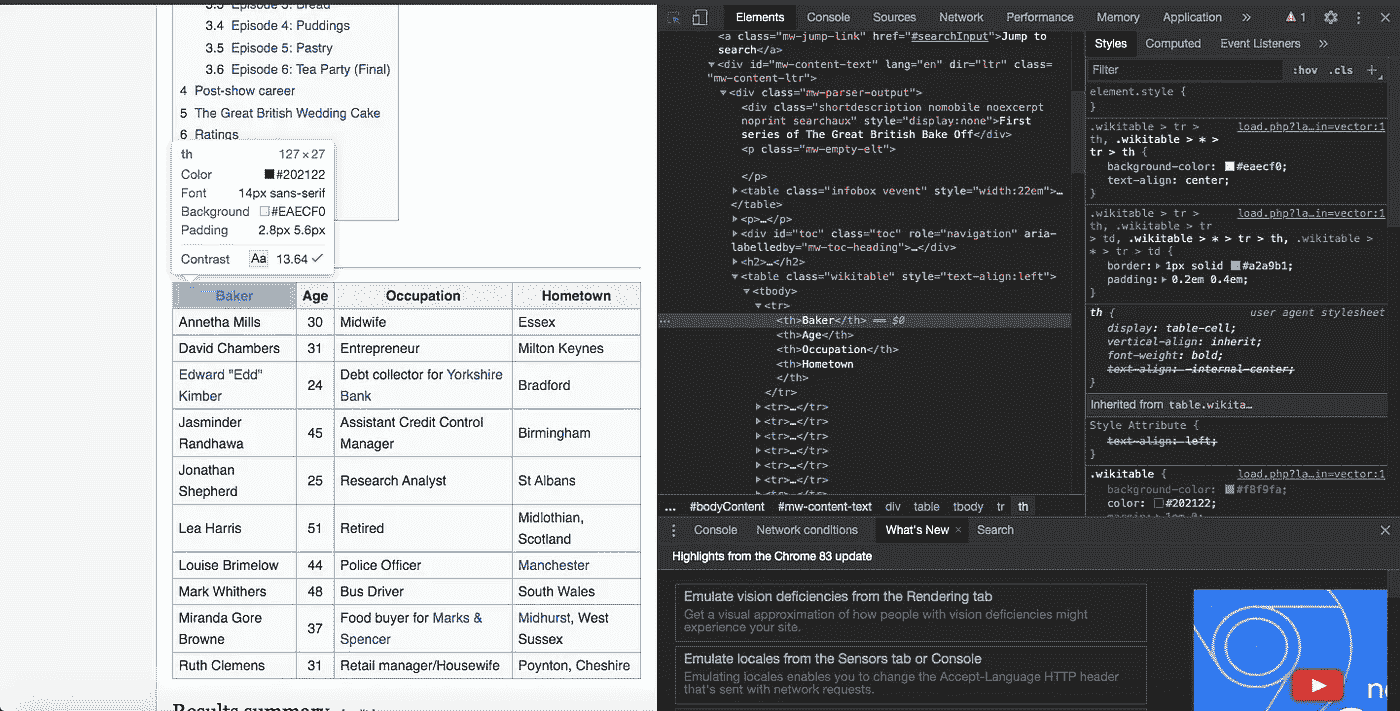 3.3 Episode 3: Bread
3.4 Episode 4: Puddings
3.5 Episode 5: Pastry
3.6 Episode 6: Tea Party (Final)
4 Post-show career
5 The Great British Wedding Cake
6 Ratings
th 127 × 27
Color #202122
Font 14px sans-serif
Background #EAECF0
Padding 2.8px 5.6px
Contrast Aa 13.64 ✓
Baker Age Occupation Hometown
Annetha Mills 30 Midwife Essex
David Chambers 31 Entrepreneur Milton Keynes
Edward "Edd" Kimber 24 Debt collector for Yorkshire Bank Bradford
Jasminder Randhawa 45 Assistant Credit Control Manager Birmingham
Jonathan Shepherd 25 Research Analyst St Albans
Lea Harris 51 Retired Midlothian, Scotland
Louise Brimelow 44 Police Officer Manchester
Mark Whithers 48 Bus Driver South Wales
Miranda Gore Browne 37 Food buyer for Marks & Spencer Midhurst, West Sussex
Ruth Clemens 31 Retail manager/Housewife Poynton, Cheshire
Results summary
Elements Console Sources Network Performance Memory Application » 1
<a class="mw-jump-link" href="#searchInput">Jump to
search</a>
<div id="mw-content-text" lang="en" dir="ltr" class=
"mw-content-ltr">
<div class="mw-parser-output">
<div class="shortdescription nomobile noexcerpt
noprint searchaux" style="display:none">First
series of The Great British Bake Off</div>
<p class="mw-empty-elt">
</p>
<table class="infobox vevent" style="width:22em">…
</table>
<p>…</p>
<div id="toc" class="toc" role="navigation" aria-
labelledby="mw-toc-heading">…</div>
<h2>…</h2>
<table class="wikitable" style="text-align:left">
<tbody>
<tr>
… <th>Baker</th> == $0
<th>Age</th>
<th>Occupation</th>
<th>Hometown
</th>
</tr>
<tr>…</tr>
<tr>…</tr>
<tr>…</tr>
<tr>…</tr>
<tr>…</tr>
<tr>…</tr>
<tr>…</tr>
... #bodyContent #mw-content-text div table tbody tr th
Styles Computed Event Listeners »
Filter :hov .cls +
element.style {
}
.wikitable > tr > load.php?la…in=vector:1
th, .wikitable > * >
tr > th {
background-color: #eaecf0;
text-align: center;
}
.wikitable > tr > load.php?la…in=vector:1
th, .wikitable > tr
> td, .wikitable > * > tr > th, .wikitable >
* > tr > td {
border: 1px solid #a2a9b1;
padding: 0.2em 0.4em;
}
th { user agent stylesheet
display: table-cell;
vertical-align: inherit;
font-weight: bold;
text-align: -internal-center;
}
Inherited from table.wikita…
Style Attribute {
text-align: left;
}
.wikitable { load.php?la…in=vector:1
background-color: #f8f9fa;
color: #202122;
margin: 1em 0;
Console Network conditions What's New × Search
Highlights from the Chrome 83 update
Emulate vision deficiencies from the Rendering tab
Get a visual approximation of how people with vision deficiencies might
experience your site.
Emulate locales from the Sensors tab or Console
Emulating locales enables you to change the Accept-Language HTTP header
that's sent with network requests.